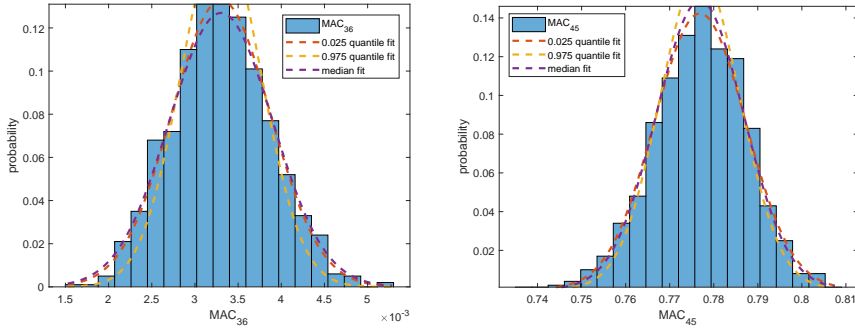 0.12
0.1
0.08
0.06
0.04
0.02
0
probability
MAC36
0.025 quantile fit
0.975 quantile fit
median fit
1.5 2 2.5 3 3.5 4 4.5 5
MAC36
×10-3
0.14
0.12
0.1
0.08
0.06
0.04
0.02
probability
MAC45
0.025 quantile fit
0.975 quantile fit
median fit
0.74 0.75 0.76 0.77 0.78 0.79 0.8 0.81
MAC45